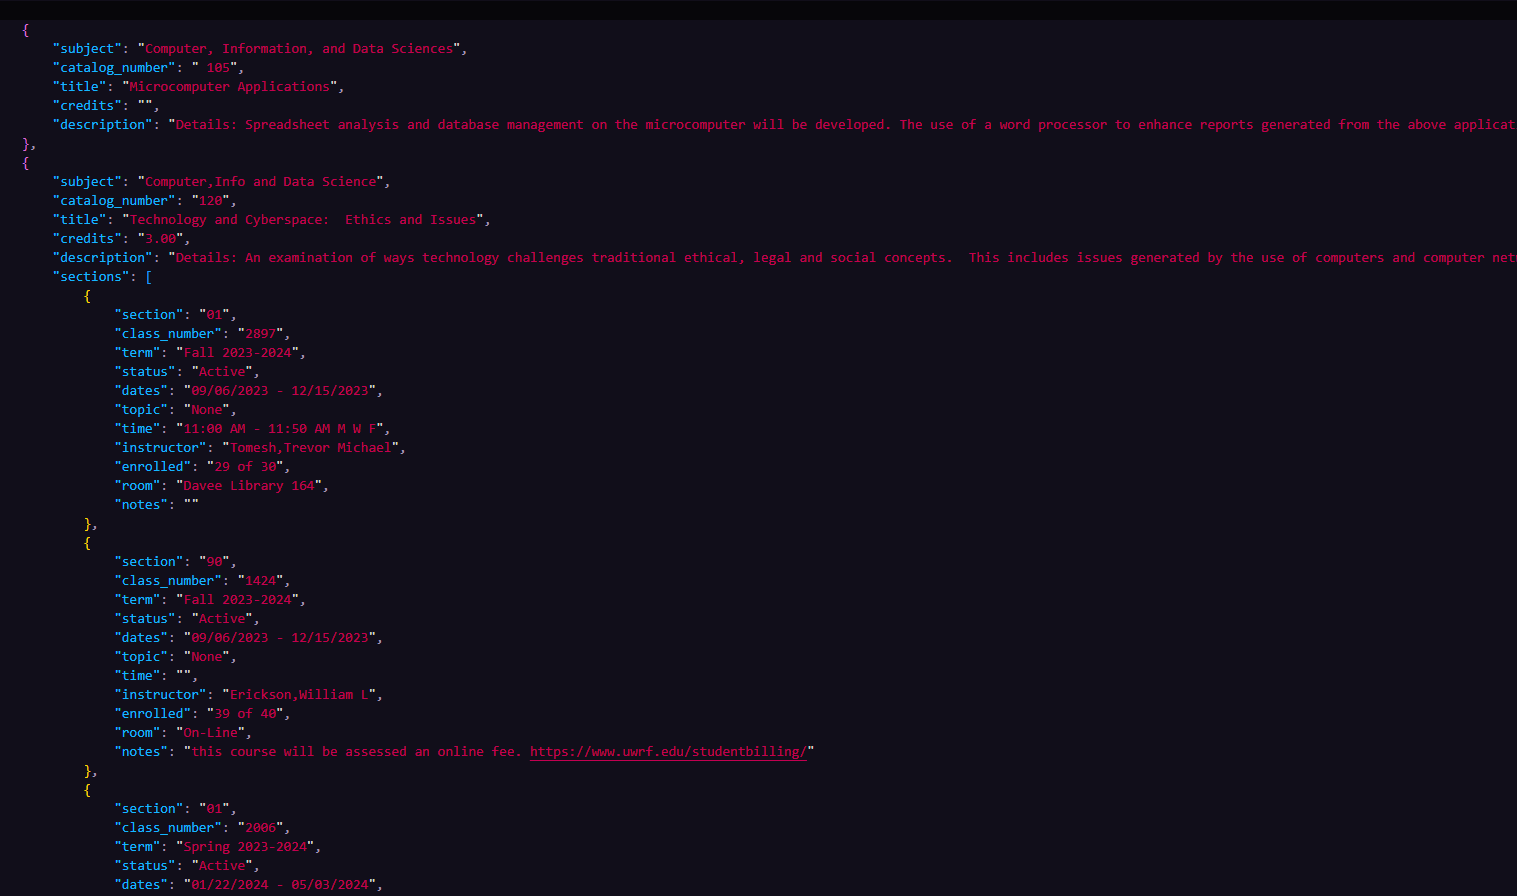 {
"subject": "Computer, Information, and Data Sciences",
"catalog_number": " 105",
"title": "Microcomputer Applications",
"credits": "",
"description": "Details: Spreadsheet analysis and database management on the microcomputer will be developed. The use of a word processor to enhance reports generated from the above
},
{
"subject": "Computer,Info and Data Science",
"catalog_number": "120",
"title": "Technology and Cyberspace:  Ethics and Issues",
"credits": "3.00",
"description": "Details: An examination of ways technology challenges traditional ethical, legal and social concepts.  This includes issues generated by the use of computers and computer
"sections": [
{
"section": "01",
"class_number": "2897",
"term": "Fall 2023-2024",
"status": "Active",
"dates": "09/06/2023 - 12/15/2023",
"topic": "None",
"time": "11:00 AM - 11:50 AM M W F",
"instructor": "Tomesh,Trevor Michael",
"enrolled": "29 of 30",
"room": "Davee Library 164",
"notes": ""
},
{
"section": "90",
"class_number": "1424",
"term": "Fall 2023-2024",
"status": "Active",
"dates": "09/06/2023 - 12/15/2023",
"topic": "None",
"time": "",
"instructor": "Erickson,William L",
"enrolled": "39 of 40",
"room": "On-Line",
"notes": "this course will be assessed an online fee. https://www.uwrf.edu/studentbilling/"
},
{
"section": "01",
"class_number": "2006",
"term": "Spring 2023-2024",
"status": "Active",
"dates": "01/22/2024 - 05/03/2024",